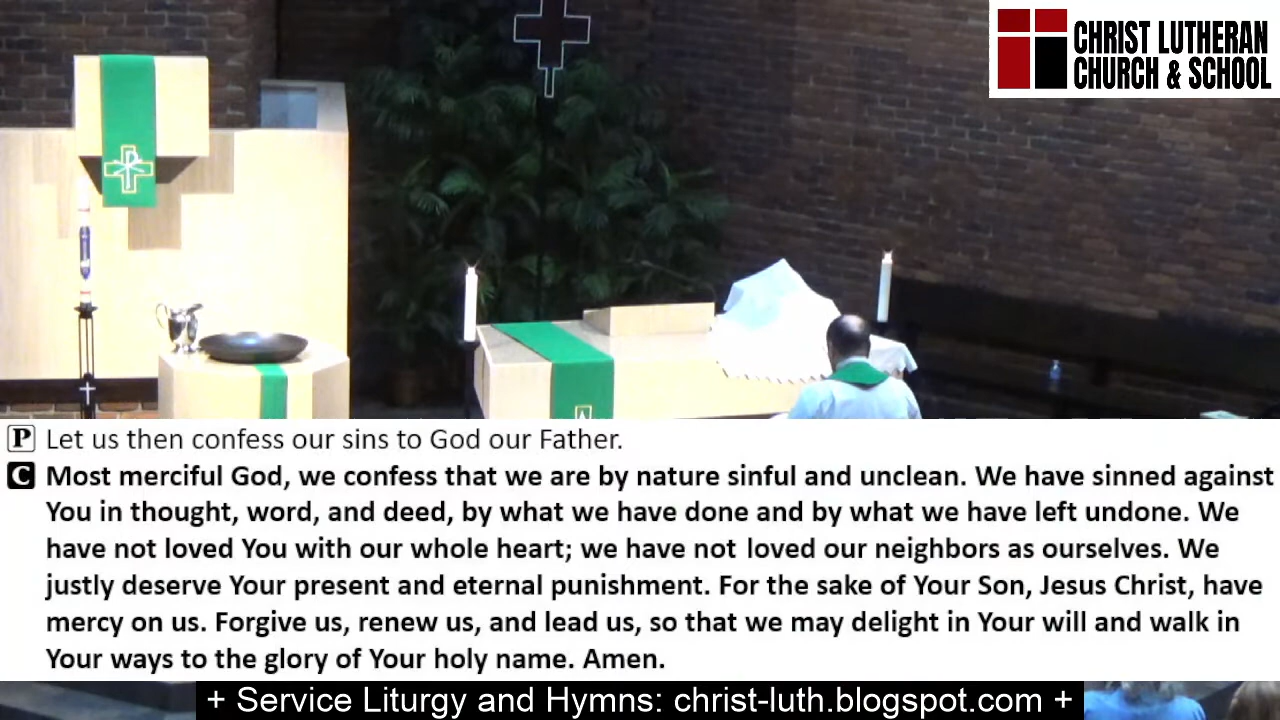 CHRIST LUTHERAN
CHURCH & SCHOOL
P Let us then confess our sins to God our Father.
C Most merciful God, we confess that we are by nature sinful and unclean. We have sinned against
You in thought, word, and deed, by what we have done and by what we have left undone. We
have not loved You with our whole heart; we have not loved our neighbors as ourselves. We
justly deserve Your present and eternal punishment. For the sake of Your Son, Jesus Christ, have
mercy on us. Forgive us, renew us, and lead us, so that we may delight in Your will and walk in
Your ways to the glory of Your holy name. Amen.
+ Service Liturgy and Hymns: christ-luth.blogspot.com +